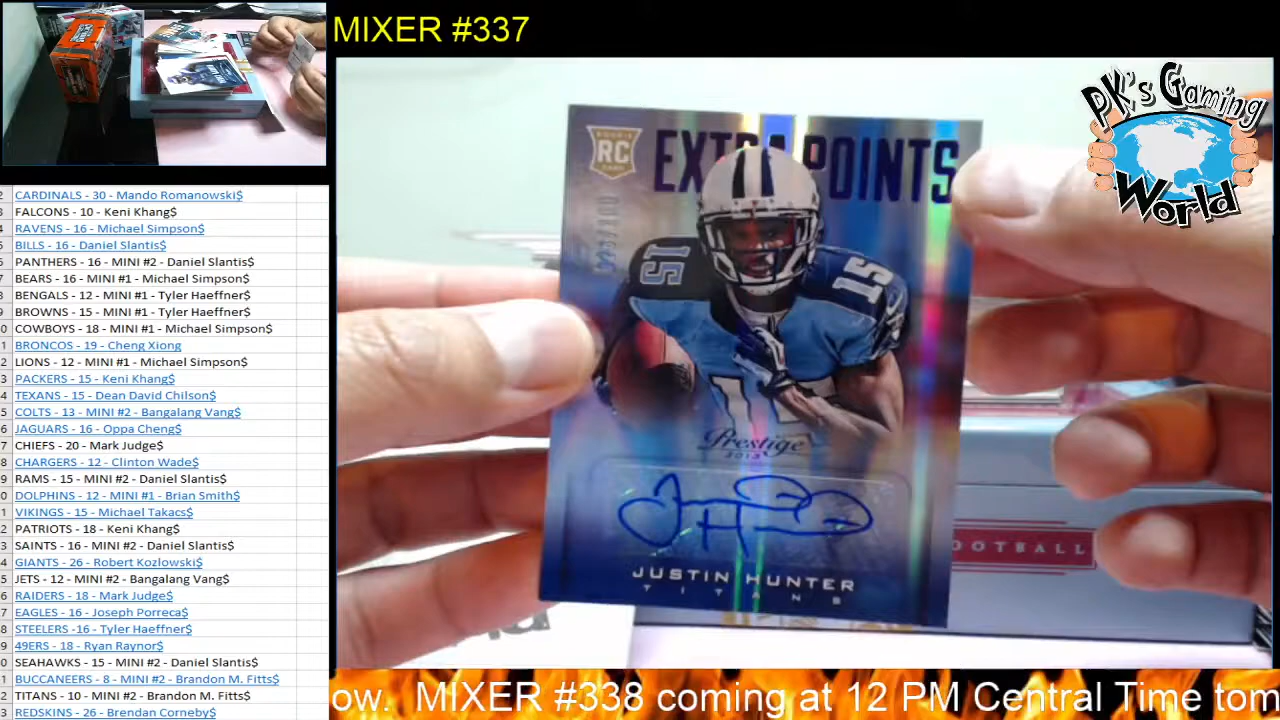 MIXER #337
PK's Gaming
World
RC
EXTRA POINTS
15
15
15
Prestige
2013
JUSTIN HUNTER
TITANS
OOTBALL
CARDINALS - 30 - Mando Romanowski$
FALCONS - 10 - Keni Khang$
RAVENS - 16 - Michael Simpson$
BILLS - 16 - Daniel Slantis$
PANTHERS - 16 - MINI #2 - Daniel Slantis$
BEARS - 16 - MINI #1 - Michael Simpson$
BENGALS - 12 - MINI #1 - Tyler Haeffner$
BROWNS - 15 - MINI #1 - Tyler Haeffner$
COWBOYS - 18 - MINI #1 - Michael Simpson$
BRONCOS - 19 - Cheng Xiong
LIONS - 12 - MINI #1 - Michael Simpson$
PACKERS - 15 - Keni Khang$
TEXANS - 15 - Dean David Chilson$
COLTS - 13 - MINI #2 - Bangalang Vang$
JAGUARS - 16 - Oppa Cheng$
CHIEFS - 20 - Mark Judge$
CHARGERS - 12 - Clinton Wade$
RAMS - 15 - MINI #2 - Daniel Slantis$
DOLPHINS - 12 - MINI #1 - Brian Smith$
VIKINGS - 15 - Michael Takacs$
PATRIOTS - 18 - Keni Khang$
SAINTS - 16 - MINI #2 - Daniel Slantis$
GIANTS - 26 - Robert Kozlowski$
JETS - 12 - MINI #2 - Bangalang Vang$
RAIDERS - 18 - Mark Judge$
EAGLES - 16 - Joseph Porreca$
STEELERS -16 - Tyler Haeffner$
49ERS - 18 - Ryan Raynor$
SEAHAWKS - 15 - MINI #2 - Daniel Slantis$
BUCCANEERS - 8 - MINI #2 - Brandon M. Fitts$
TITANS - 10 - MINI #2 - Brandon M. Fitts$
REDSKINS - 26 - Brendan Corneby$
ow. MIXER #338 coming at 12 PM Central Time tom